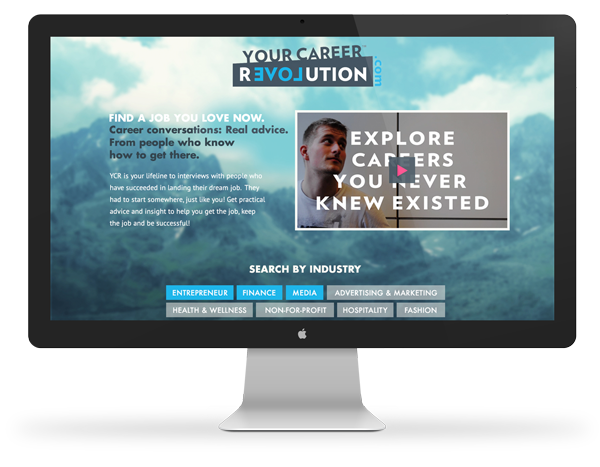 YOUR CAREER™
REVOLUTION
.com
FIND A JOB YOU LOVE NOW.
Career conversations: Real advice.
From people who know
how to get there.
YCR is your lifeline to interviews with people who
have succeeded in landing their dream job. They
had to start somewhere, just like you! Get practical
advice and insight to help you get the job, keep
the job and be successful!
EXPLORE
CAREERS
YOU NEVER
KNEW EXISTED
SEARCH BY INDUSTRY
ENTREPRENEUR FINANCE MEDIA ADVERTISING & MARKETING
HEALTH & WELLNESS NON-FOR-PROFIT HOSPITALITY FASHION